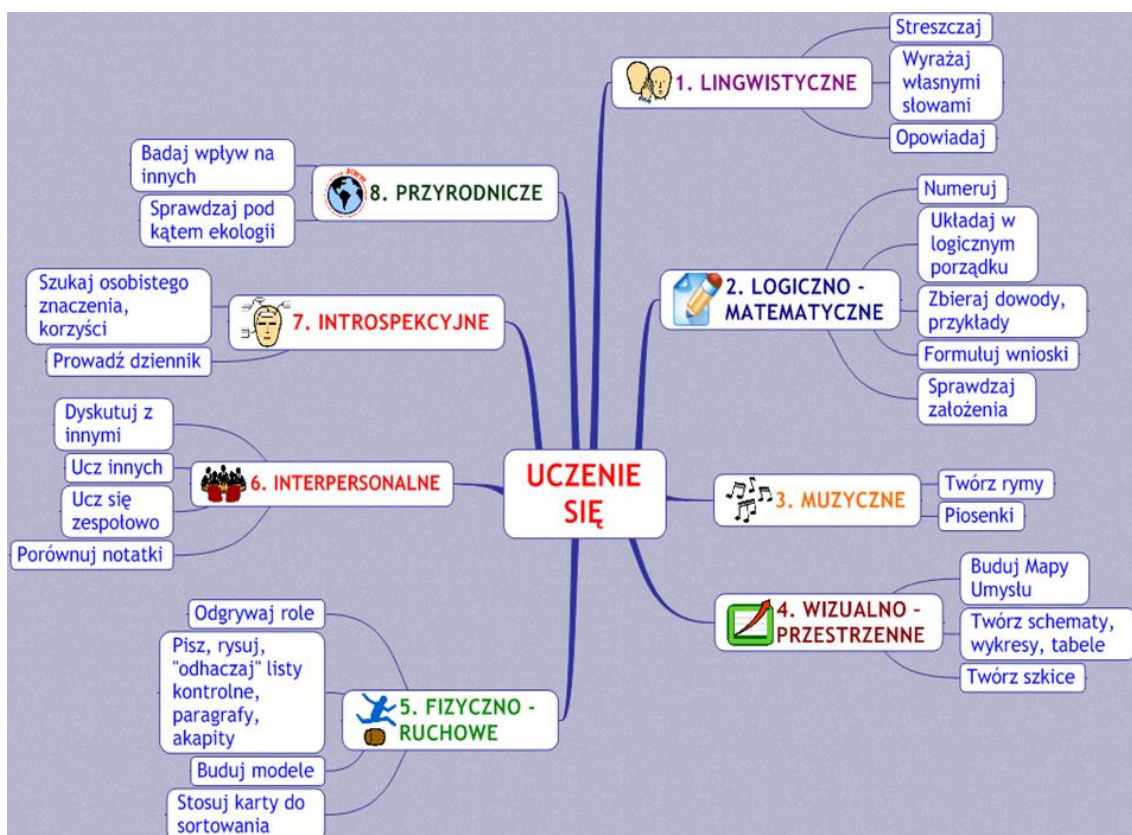 UCZENIE
SIĘ
1. LINGWISTYCZNE
Streszczaj
Wyrażaj
własnymi
słowami
Opowiadaj
2. LOGICZNO -
MATEMATYCZNE
Numeruj
Układaj w
logicznym
porządku
Zbieraj dowody,
przykłady
Formułuj wnioski
Sprawdzaj
założenia
3. MUZYCZNE
Twórz rymy
Piosenki
4. WIZUALNO -
PRZESTRZENNE
Buduj Mapy
Umysłu
Twórz schematy,
wykresy, tabele
Twórz szkice
5. FIZYCZNO -
RUCHOWE
Odgrywaj role
Pisz, rysuj,
"odhaczaj" listy
kontrolne,
paragrafy,
akapity
Buduj modele
Stosuj karty do
sortowania
6. INTERPERSONALNE
Dyskutuj z
innymi
Ucz innych
Ucz się
zespołowo
Porównuj notatki
7. INTROSPEKCYJNE
Szukaj osobistego
znaczenia,
korzyści
Prowadź dziennik
8. PRZYRODNICZE
Badaj wpływ na
innych
Sprawdzaj pod
kątem ekologii